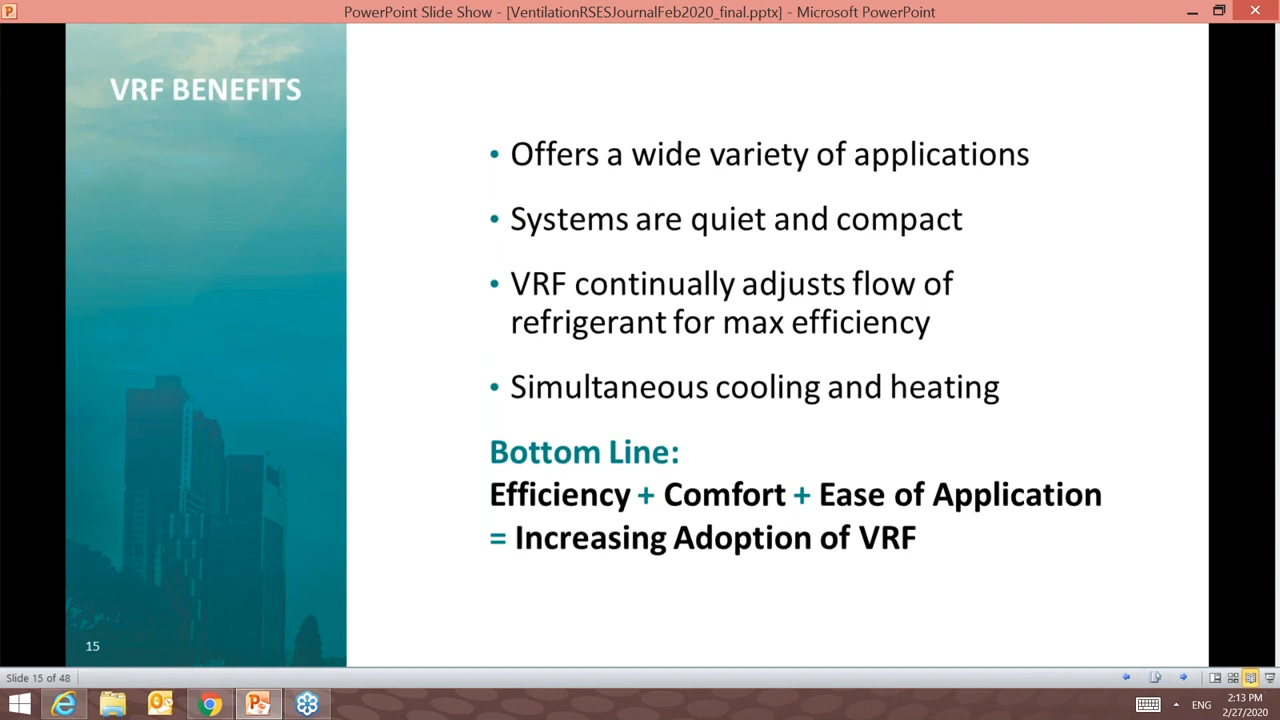 PowerPoint Slide Show - [VentilationRSESJournalFeb2020_final.pptx] - Microsoft PowerPoint
VRF BENEFITS
• Offers a wide variety of applications
• Systems are quiet and compact
• VRF continually adjusts flow of
refrigerant for max efficiency
• Simultaneous cooling and heating
Bottom Line:
Efficiency + Comfort + Ease of Application
= Increasing Adoption of VRF
15
Slide 15 of 48
ENG
2:13 PM
2/27/2020